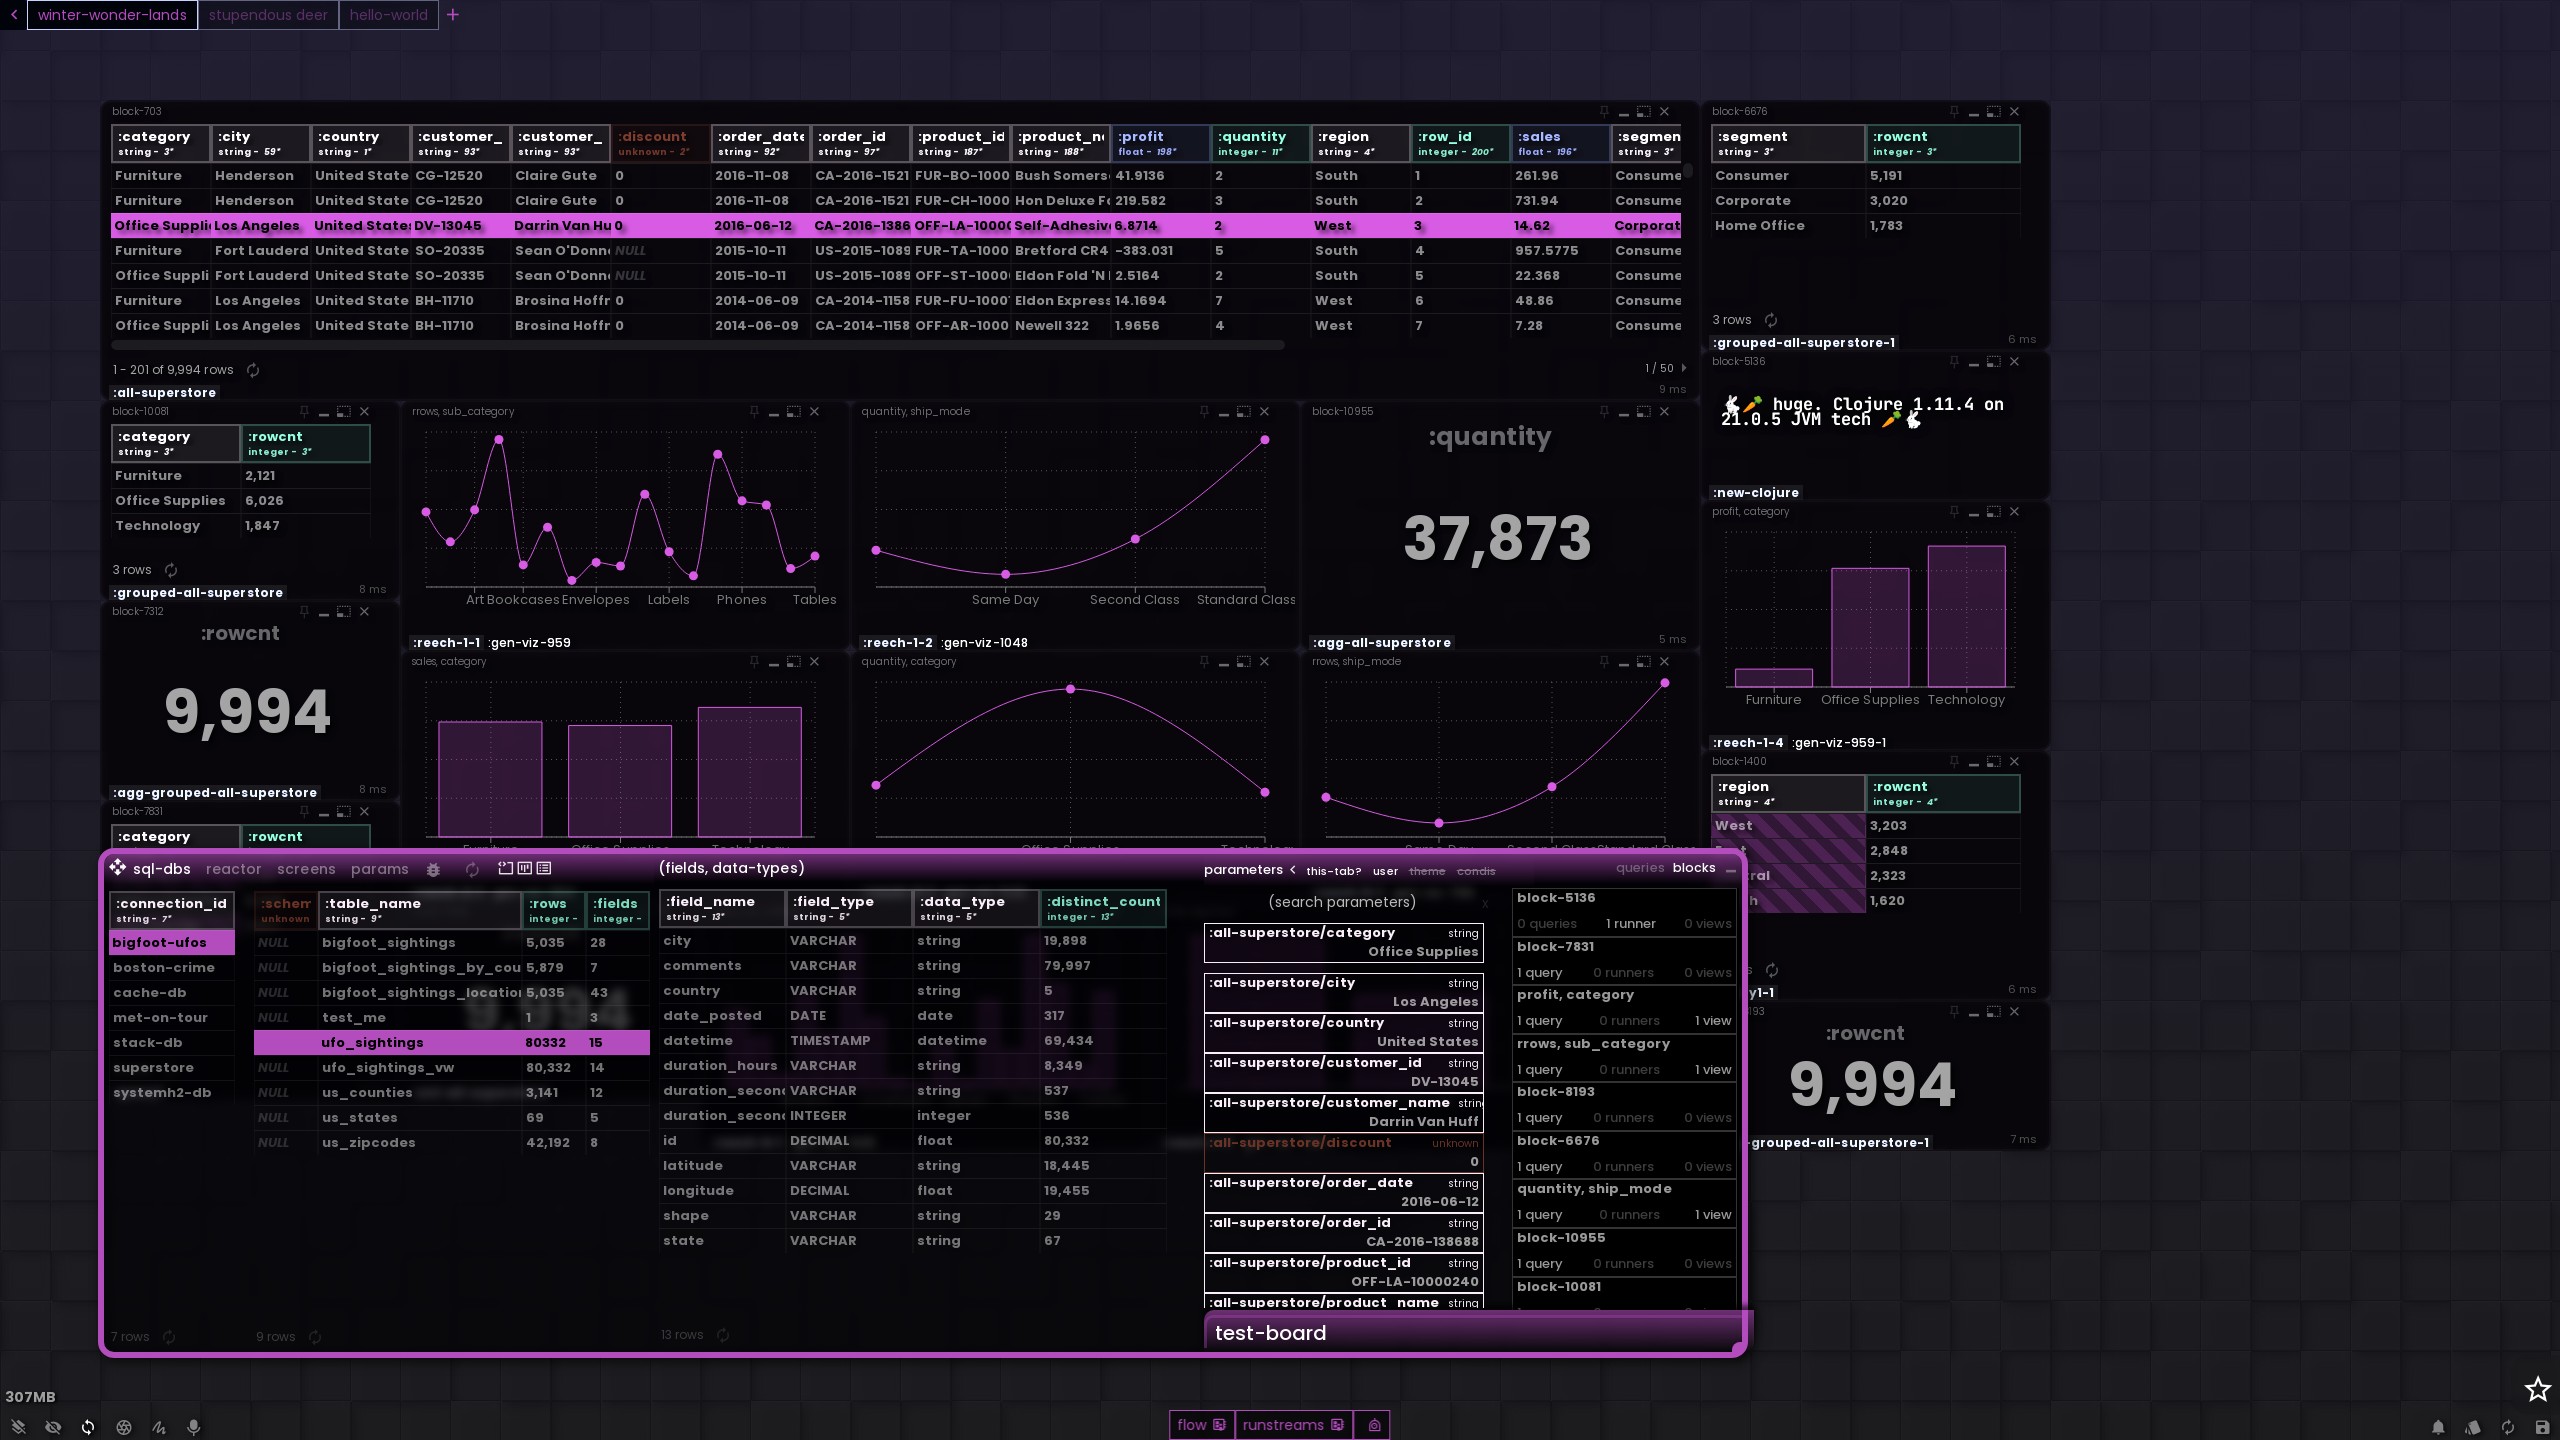 winter-wonder-lands stupendous deer hello-world +
block-703
:category :city :country :customer_ :customer_ :discount :order_date :order_id :product_id :product_n :profit :quantity :region :row_id :sales :segmen
string - 3* string - 59* string - 1* string - 93* string - 93* unknown - 2* string - 92* string - 97* string - 187* string - 188* float - 198* integer - 11* string - 4* integer - 200* float - 196* string - 3*
Furniture Henderson United State CG-12520 Claire Gute 0 2016-11-08 CA-2016-1521 FUR-BO-1000 Bush Somers 41.9136 2 South 1 261.96 Consume
Furniture Henderson United State CG-12520 Claire Gute 0 2016-11-08 CA-2016-1521 FUR-CH-1000 Hon Deluxe F 219.582 3 South 2 731.94 Consume
Office Suppli Los Angeles United States DV-13045 Darrin Van Hu 0 2016-06-12 CA-2016-1386 OFF-LA-1000 Self-Adhesiv 6.8714 2 West 3 14.62 Corporat
Furniture Fort Lauderd United State SO-20335 Sean O'Donn NULL 2015-10-11 US-2015-1089 FUR-TA-1000 Bretford CR4 -383.031 5 South 4 957.5775 Consume
Office Suppli Fort Lauderd United State SO-20335 Sean O'Donn NULL 2015-10-11 US-2015-1089 OFF-ST-1000 Eldon Fold 'N 2.5164 2 South 5 22.368 Consume
Furniture Los Angeles United State BH-11710 Brosina Hoffr 0 2014-06-09 CA-2014-1158 FUR-FU-1000 Eldon Express 14.1694 7 West 6 48.86 Consume
Office Suppli Los Angeles United State BH-11710 Brosina Hoffr 0 2014-06-09 CA-2014-1158 OFF-AR-1000 Newell 322 1.9656 4 West 7 7.28 Consume
1 - 201 of 9,994 rows 1 / 50
9 ms
:all-superstore
block-6676
:segment :rowcnt
string - 3* integer - 3*
Consumer 5,191
Corporate 3,020
Home Office 1,783
3 rows
6 ms
:grouped-all-superstore-1
block-5136
🐇🥕 huge. Clojure 1.11.4 on
21.0.5 JVM tech 🥕🐇
:new-clojure
block-10081
:category :rowcnt
string - 3* integer - 3*
Furniture 2,121
Office Supplies 6,026
Technology 1,847
3 rows
8 ms
:grouped-all-superstore
rrows, sub_category
Art Bookcases Envelopes Labels Phones Tables
:reech-1-1 :gen-viz-959
quantity, ship_mode
Same Day Second Class Standard Class
:reech-1-2 :gen-viz-1048
block-10955
:quantity
37,873
5 ms
:agg-all-superstore
profit, category
Furniture Office Supplies Technology
:reech-1-4 :gen-viz-959-1
block-7312
:rowcnt
9,994
8 ms
:agg-grouped-all-superstore
sales, category
Furniture Office Supplies Technology
quantity, category
Office Supplies Technology
rrows, ship_mode
Same Day Second Class Standard Class
block-1400
:region :rowcnt
string - 4* integer - 4*
West 3,203
2,848
ral 2,323
h 1,620
6 ms
y1-1
block-7831
:category :rowcnt
193
:rowcnt
9,994
7 ms
-grouped-all-superstore-1
sql-dbs reactor screens params
:connection_id
string - 7*
bigfoot-ufos
boston-crime
cache-db
met-on-tour
stack-db
superstore
systemh2-db
7 rows
:schem :table_name :rows :fields
unknown string - 9* integer - integer -
NULL bigfoot_sightings 5,035 28
NULL bigfoot_sightings_by_cou 5,879 7
NULL bigfoot_sightings_locatio 5,035 43
NULL test_me 1 3
ufo_sightings 80332 15
NULL ufo_sightings_vw 80,332 14
NULL us_counties 3,141 12
NULL us_states 69 5
NULL us_zipcodes 42,192 8
9 rows
(fields, data-types)
:field_name :field_type :data_type :distinct_count
string - 13* string - 5* string - 5* integer - 13*
city VARCHAR string 19,898
comments VARCHAR string 79,997
country VARCHAR string 5
date_posted DATE date 317
datetime TIMESTAMP datetime 69,434
duration_hours VARCHAR string 8,349
duration_secon VARCHAR string 537
duration_secon INTEGER integer 536
id DECIMAL float 80,332
latitude VARCHAR string 18,445
longitude DECIMAL float 19,455
shape VARCHAR string 29
state VARCHAR string 67
13 rows
parameters this-tab? user theme condis
(search parameters) x
:all-superstore/category string
Office Supplies
:all-superstore/city string
Los Angeles
:all-superstore/country string
United States
:all-superstore/customer_id string
DV-13045
:all-superstore/customer_name string
Darrin Van Huff
:all-superstore/discount unknown
0
:all-superstore/order_date string
2016-06-12
:all-superstore/order_id string
CA-2016-138688
:all-superstore/product_id string
OFF-LA-10000240
:all-superstore/product_name string
queries blocks
block-5136
0 queries 1 runner 0 views
block-7831
1 query 0 runners 0 views
profit, category
1 query 0 runners 1 view
rrows, sub_category
1 query 0 runners 1 view
block-8193
1 query 0 runners 0 views
block-6676
1 query 0 runners 0 views
quantity, ship_mode
1 query 0 runners 1 view
block-10955
1 query 0 runners 0 views
block-10081
test-board
307MB
flow runstreams